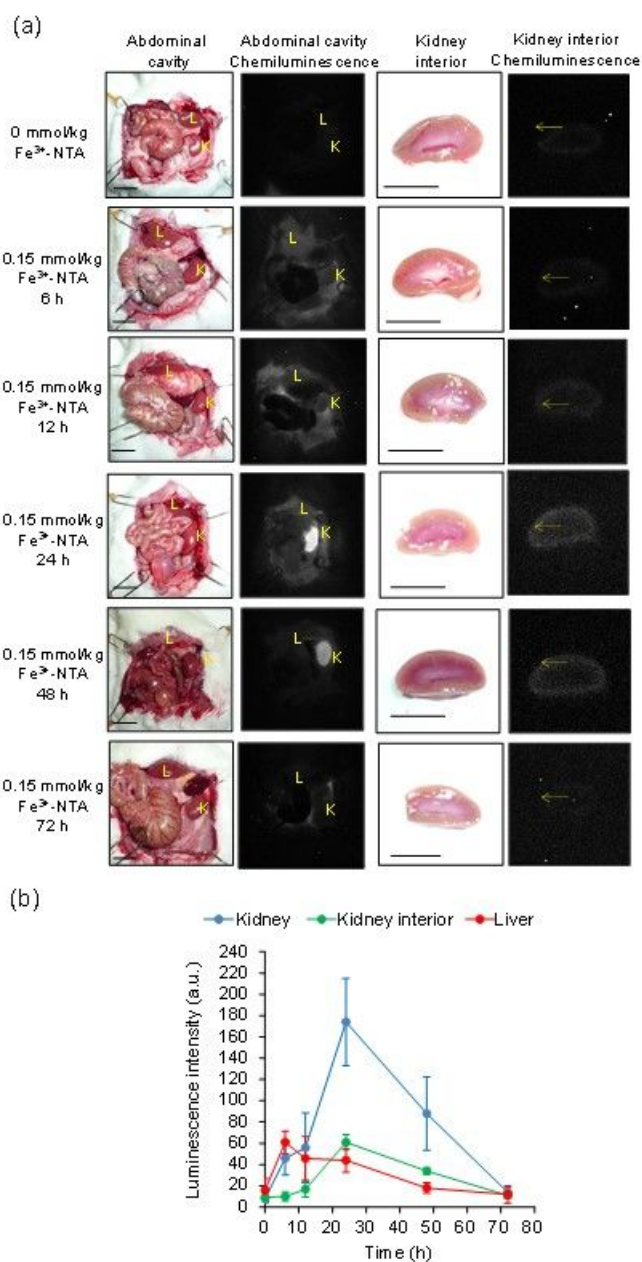 (a)
Abdominal cavity
Abdominal cavity Chemiluminescence
Kidney interior
Kidney interior Chemiluminescence
0 mmol/kg
Fe³⁺-NTA
L
K
L
K
0.15 mmol/kg
Fe³⁺-NTA
6 h
L
K
L
K
0.15 mmol/kg
Fe³⁺-NTA
12 h
L
K
L
K
0.15 mmol/kg
Fe³⁺-NTA
24 h
L
K
L
K
0.15 mmol/kg
Fe³⁺-NTA
48 h
L
K
L
K
0.15 mmol/kg
Fe³⁺-NTA
72 h
L
K
L
K
(b)
Kidney Kidney interior Liver
Luminescence intensity (a.u.)
240
220
200
180
160
140
120
100
80
60
40
20
0
0 10 20 30 40 50 60 70 80
Time (h)